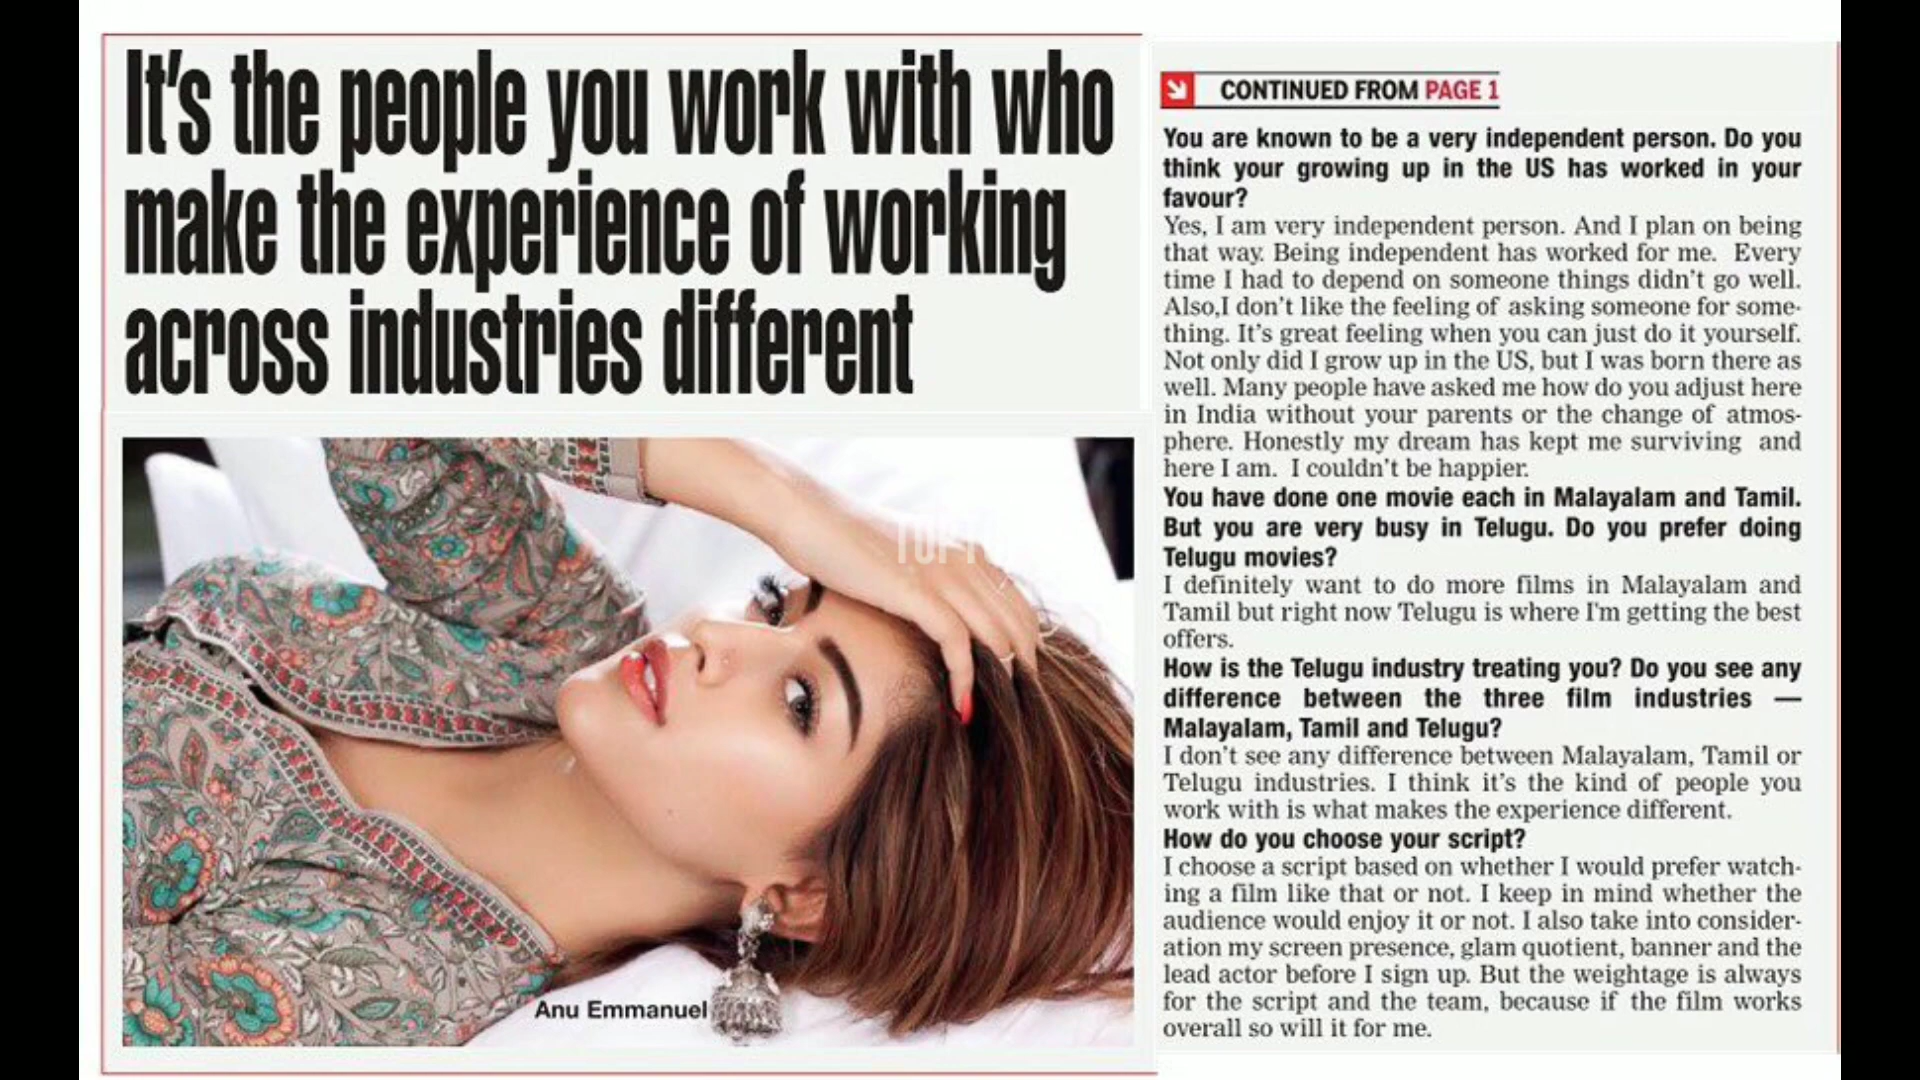 It's the people you work with who
make the experience of working
across industries different
Anu Emmanuel
CONTINUED FROM PAGE 1
You are known to be a very independent person. Do you
think your growing up in the US has worked in your
favour?
Yes, I am very independent person. And I plan on being
that way. Being independent has worked for me. Every
time I had to depend on someone things didn't go well.
Also,I don't like the feeling of asking someone for some-
thing. It's great feeling when you can just do it yourself.
Not only did I grow up in the US, but I was born there as
well. Many people have asked me how do you adjust here
in India without your parents or the change of atmos-
phere. Honestly my dream has kept me surviving and
here I am. I couldn't be happier.
You have done one movie each in Malayalam and Tamil.
But you are very busy in Telugu. Do you prefer doing
Telugu movies?
I definitely want to do more films in Malayalam and
Tamil but right now Telugu is where I'm getting the best
offers.
How is the Telugu industry treating you? Do you see any
difference between the three film industries —
Malayalam, Tamil and Telugu?
I don't see any difference between Malayalam, Tamil or
Telugu industries. I think it's the kind of people you
work with is what makes the experience different.
How do you choose your script?
I choose a script based on whether I would prefer watch-
ing a film like that or not. I keep in mind whether the
audience would enjoy it or not. I also take into consider-
ation my screen presence, glam quotient, banner and the
lead actor before I sign up. But the weightage is always
for the script and the team, because if the film works
overall so will it for me.